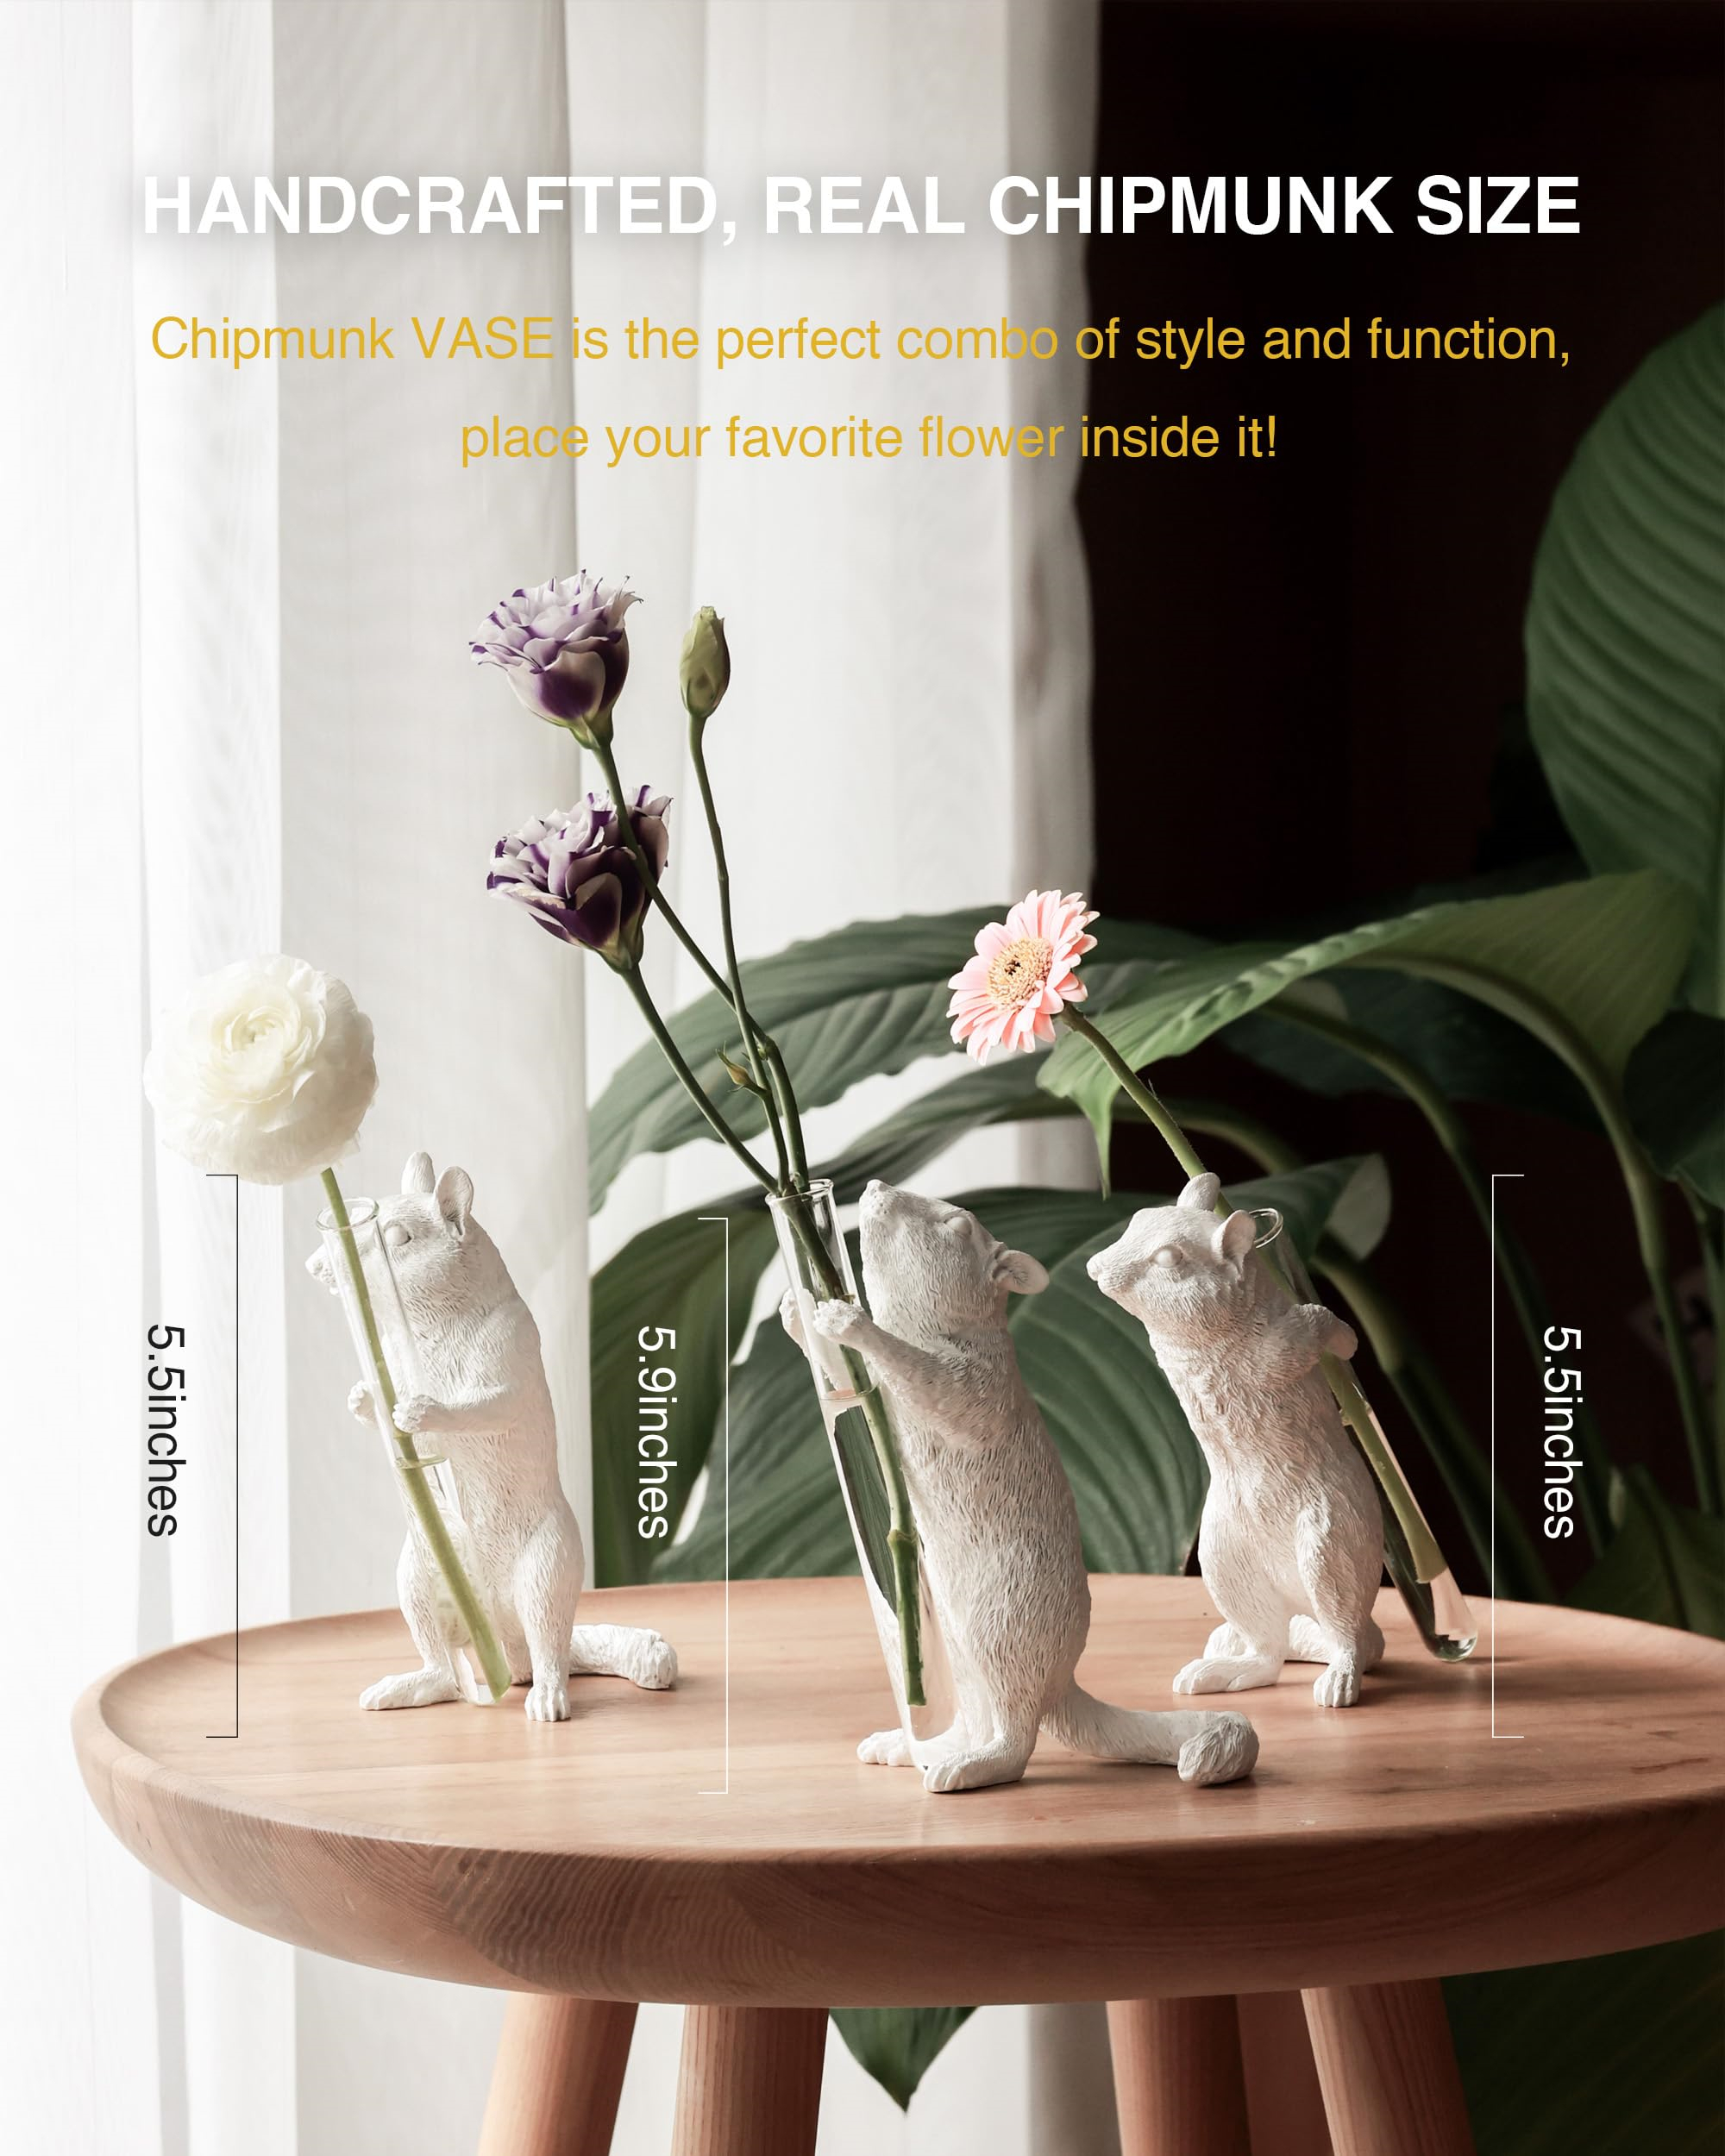 HANDCRAFTED, REAL CHIPMUNK SIZE
Chipmunk VASE is the perfect combo of style and function,
place your favorite flower inside it!
5.5inches
5.9inches
5.5inches